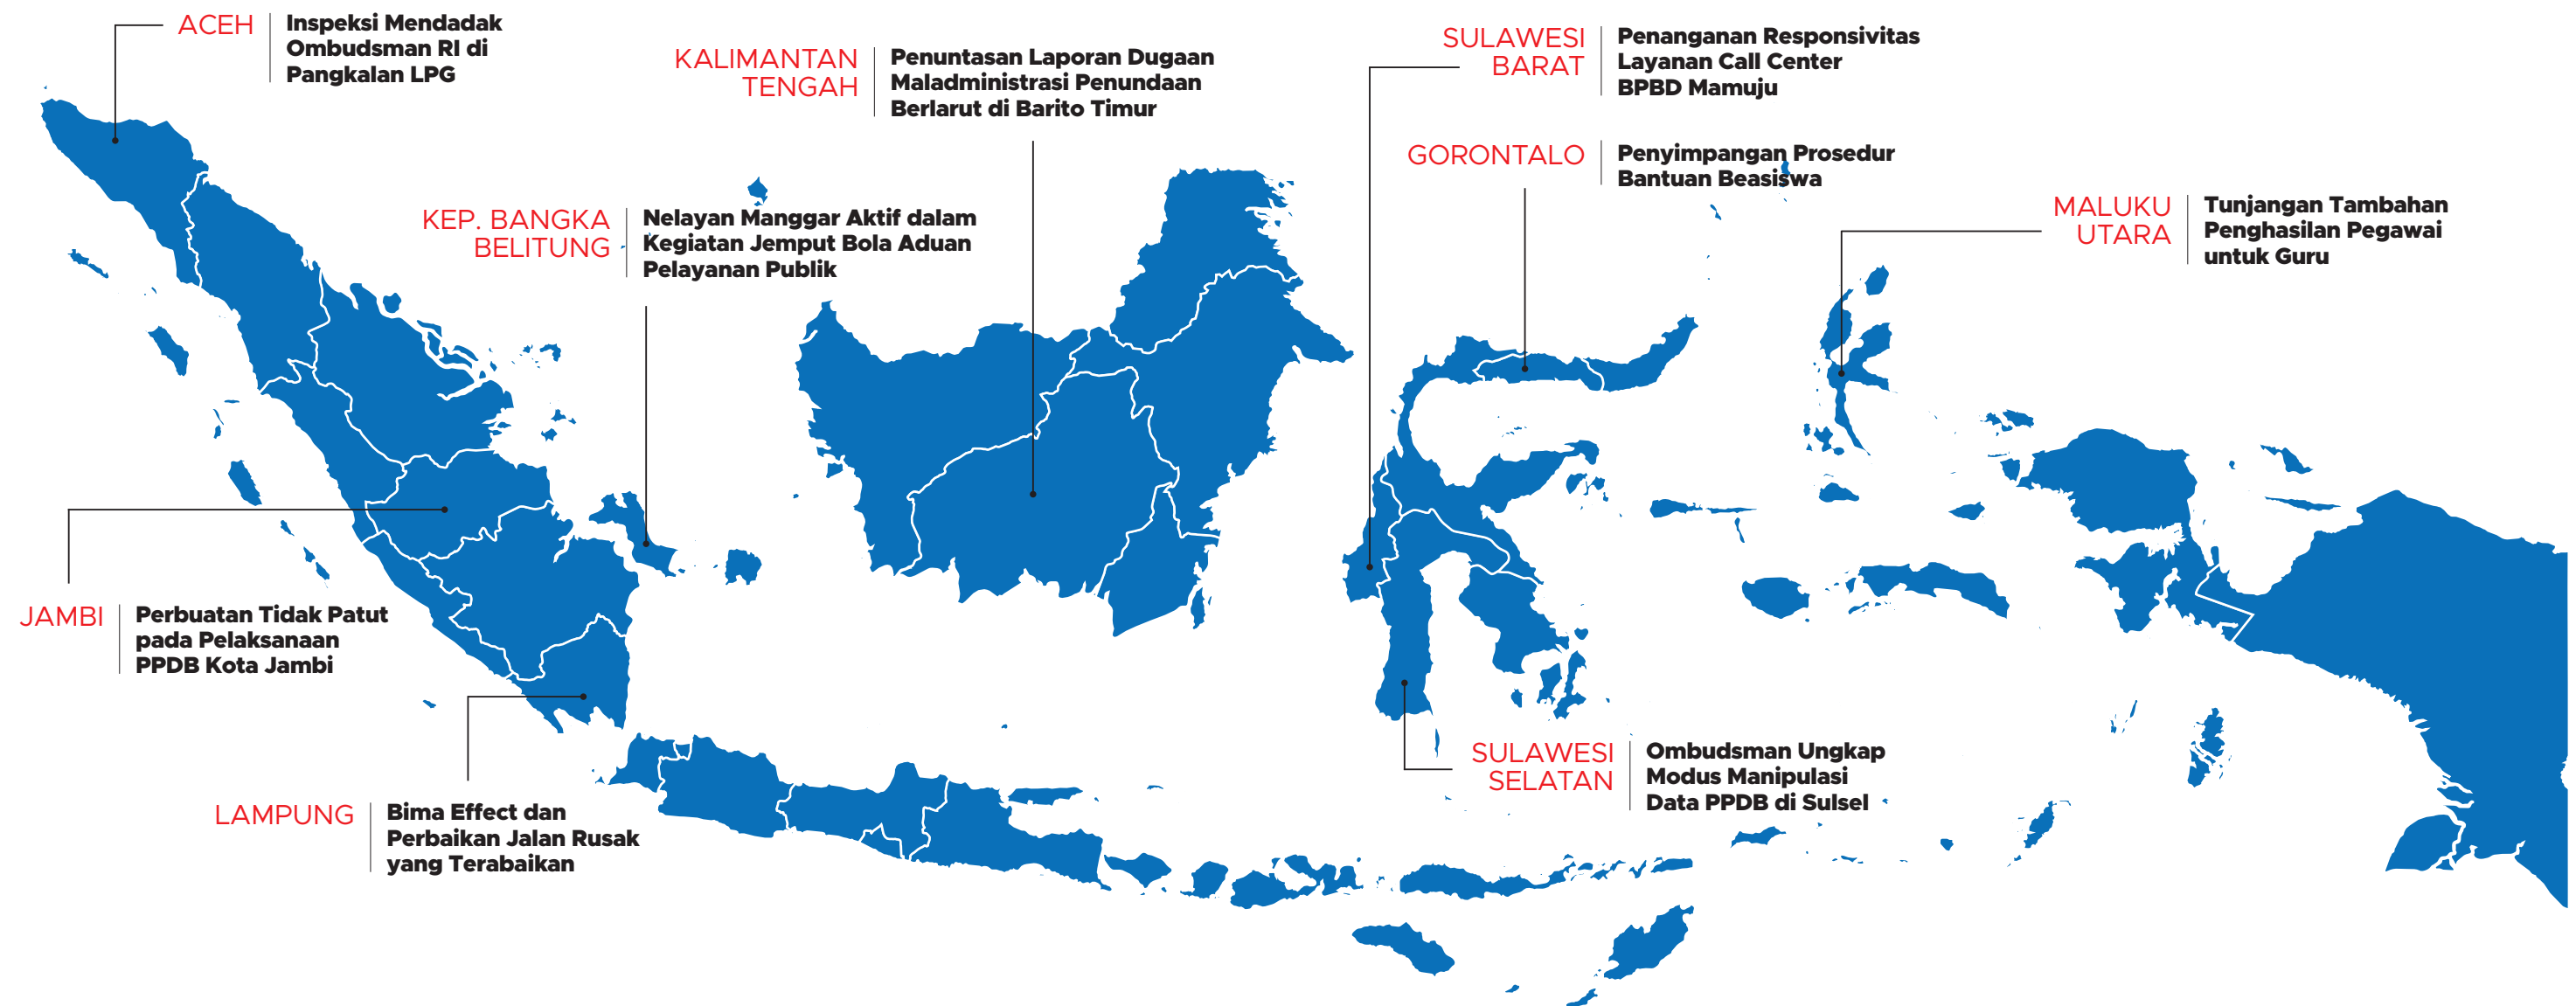 ACEH
Inspeksi Mendadak
Ombudsman RI di
Pangkalan LPG
KALIMANTAN
TENGAH
Penuntasan Laporan Dugaan
Maladministrasi Penundaan
Berlarut di Barito Timur
SULAWESI
BARAT
Penanganan Responsivitas
Layanan Call Center
BPBD Mamuju
GORONTALO
Penyimpangan Prosedur
Bantuan Beasiswa
MALUKU
UTARA
Tunjangan Tambahan
Penghasilan Pegawai
untuk Guru
KEP. BANGKA
BELITUNG
Nelayan Manggar Aktif dalam
Kegiatan Jemput Bola Aduan
Pelayanan Publik
JAMBI
Perbuatan Tidak Patut
pada Pelaksanaan
PPDB Kota Jambi
SULAWESI
SELATAN
Ombudsman Ungkap
Modus Manipulasi
Data PPDB di Sulsel
LAMPUNG
Bima Effect dan
Perbaikan Jalan Rusak
yang Terabaikan